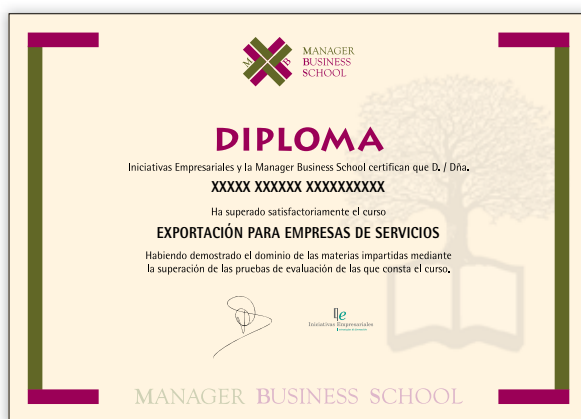 M B
MANAGER
BUSINESS
SCHOOL
DIPLOMA
Iniciativas Empresariales y la Manager Business School certifican que D. / Dña.
XXXXX XXXXXX XXXXXXXXXX
Ha superado satisfactoriamente el curso
EXPORTACIÓN PARA EMPRESAS DE SERVICIOS
Habiendo demostrado el dominio de las materias impartidas mediante
la superación de las pruebas de evaluación de las que consta el curso.
Ie
Iniciativas Empresariales
MANAGER BUSINESS SCHOOL